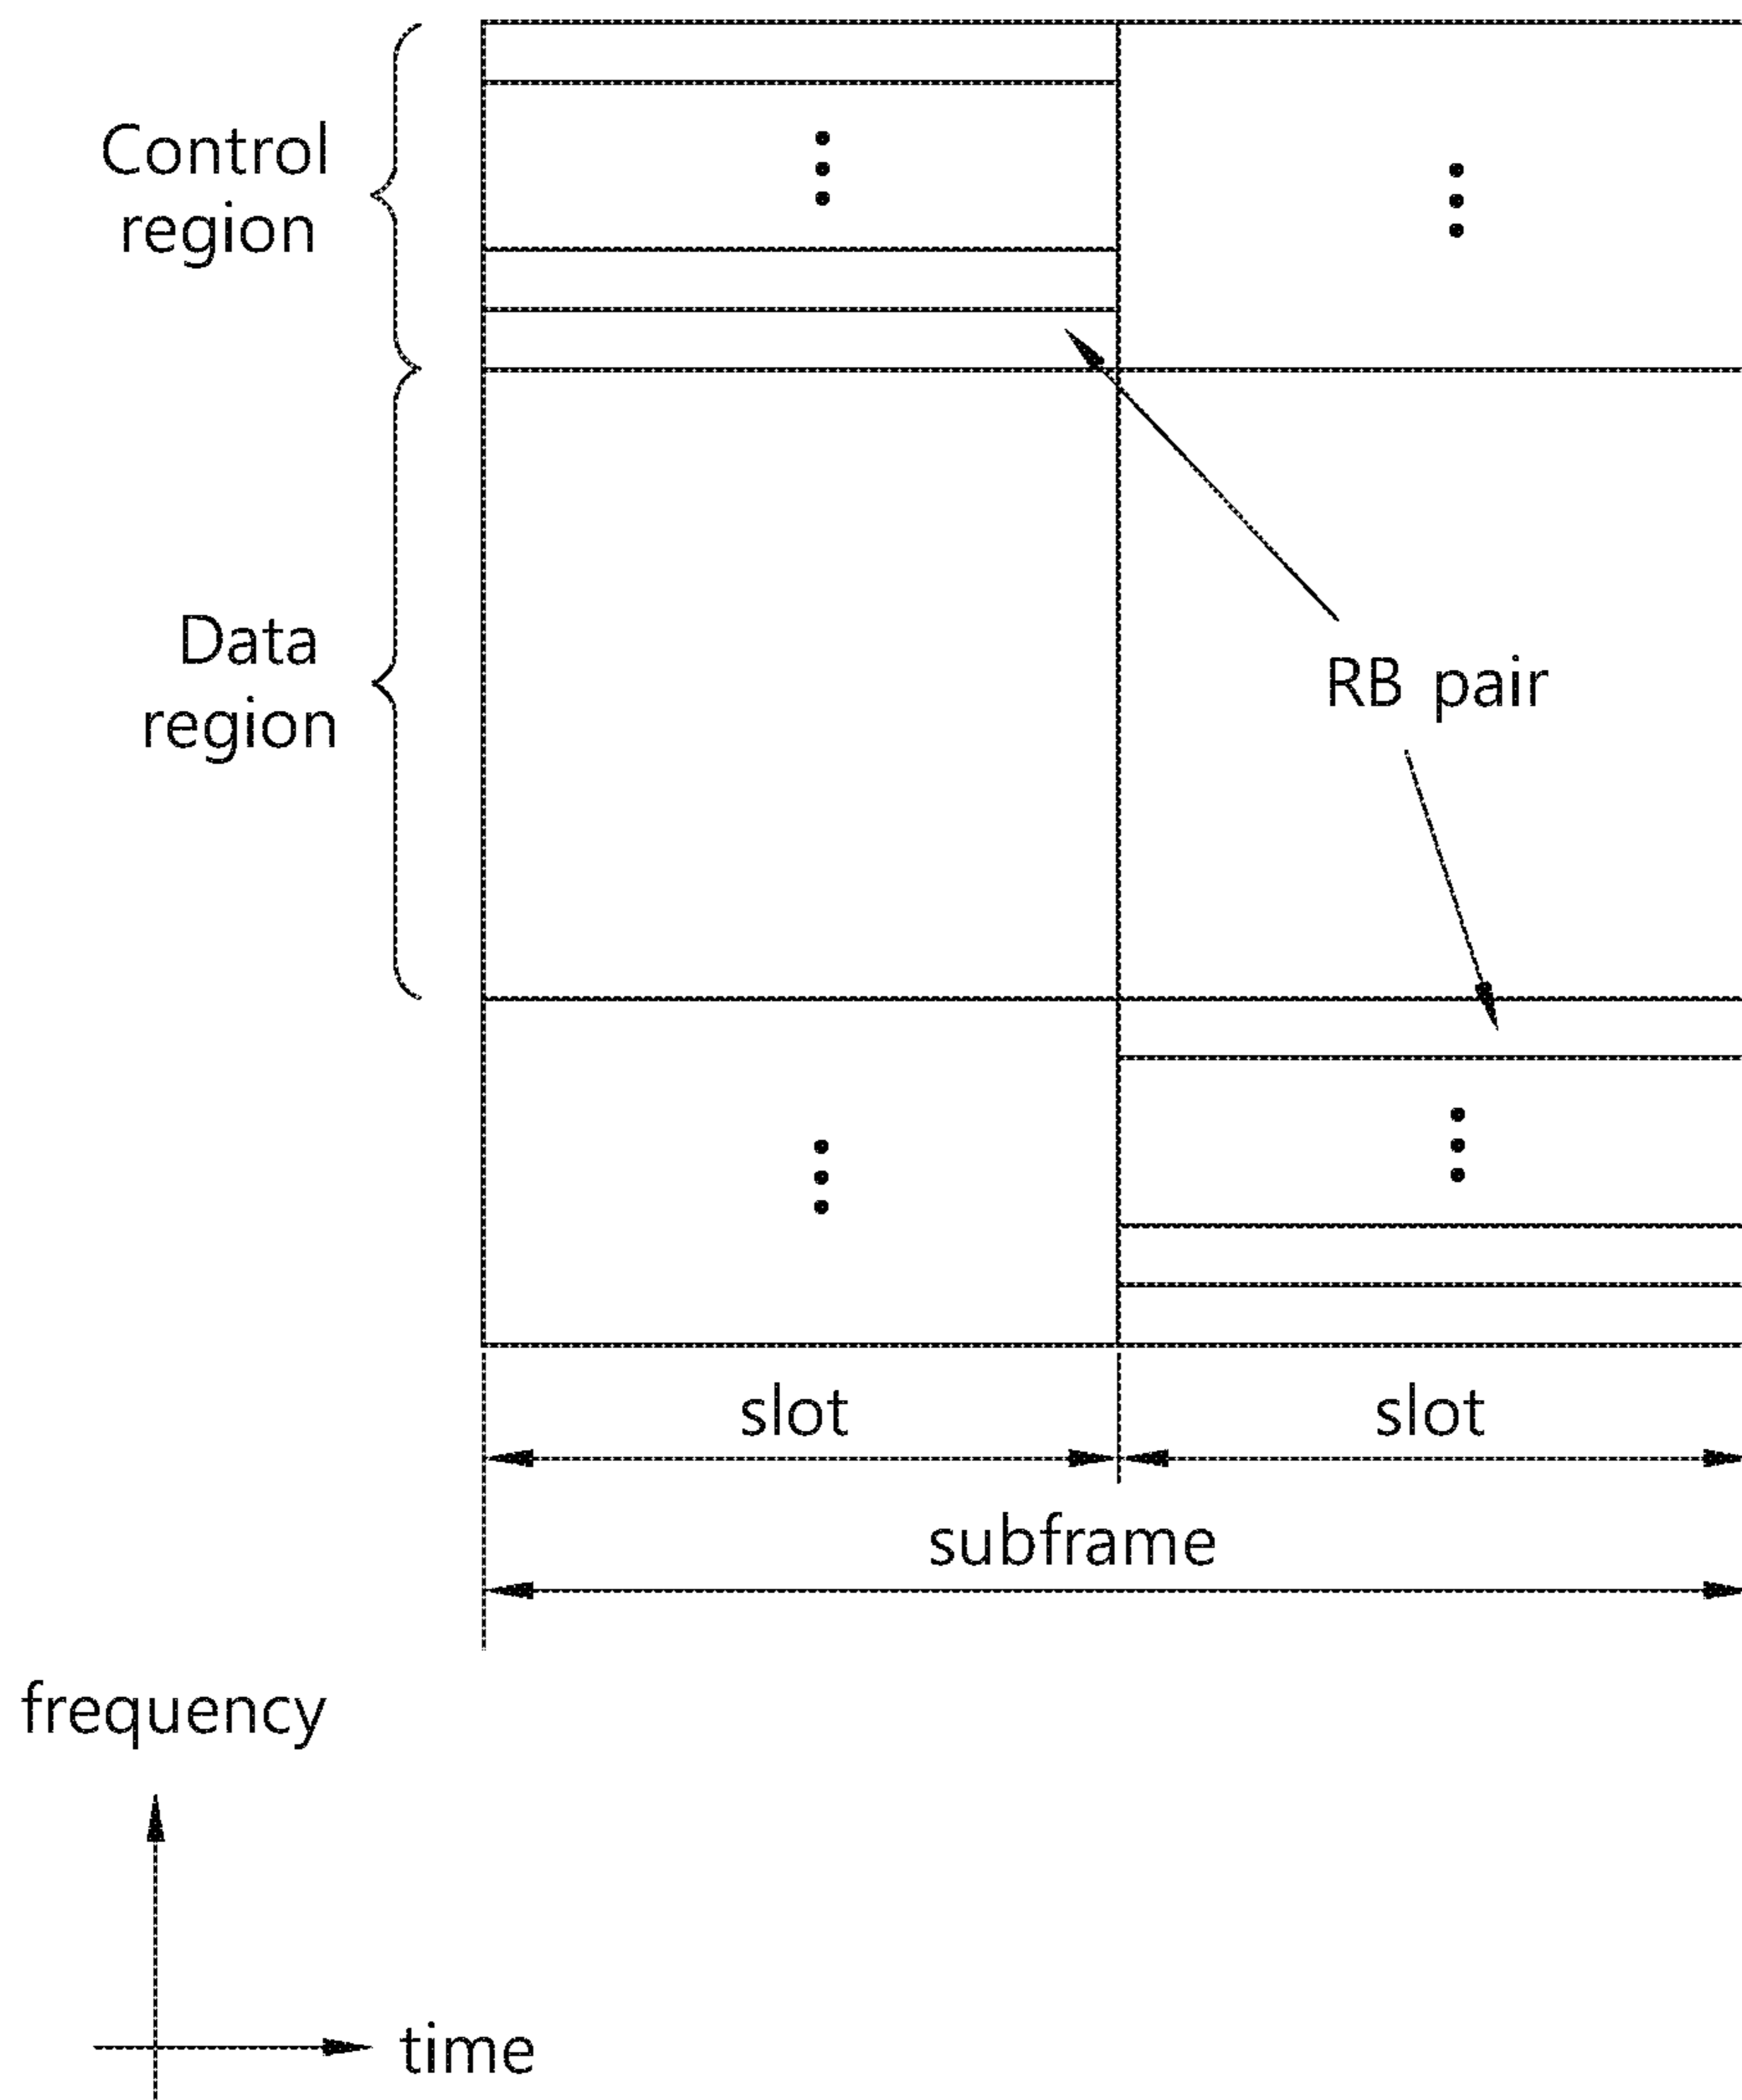 Control
region
Data
region
RB pair
slot
slot
subframe
frequency
time